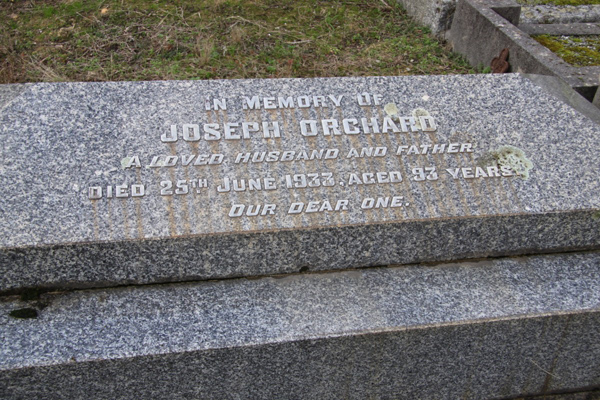 IN MEMORY OF
JOSEPH ORCHARD
A LOVED HUSBAND AND FATHER
DIED 25TH JUNE 1933, AGED 93 YEARS.
OUR DEAR ONE.